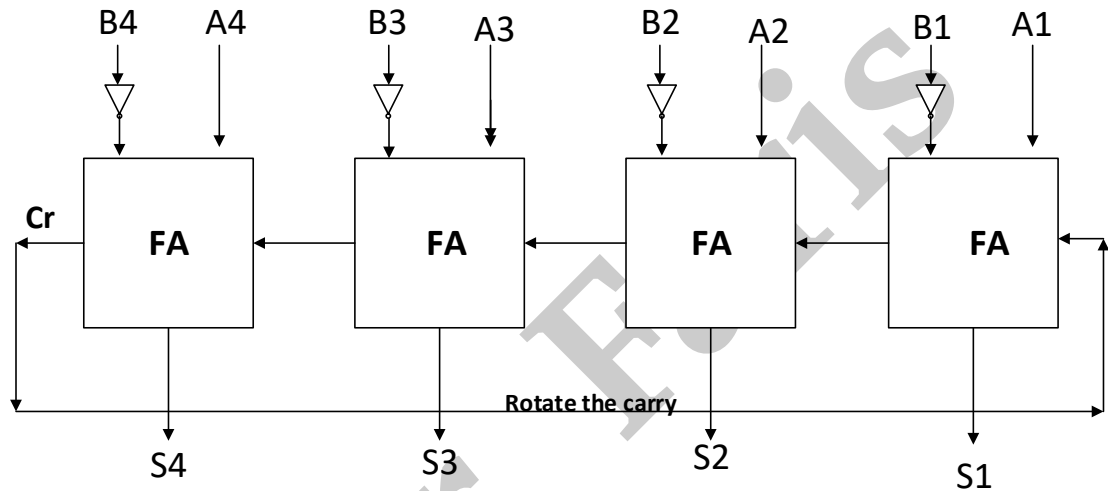 B4 A4 B3 A3 B2 A2 B1 A1
Cr
FA FA FA FA
Rotate the carry
S4 S3 S2 S1
Faris